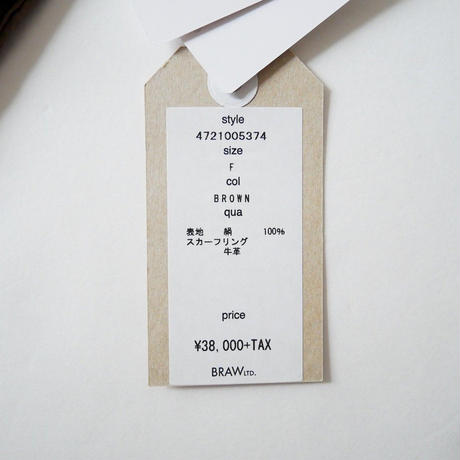 style
4721005374
size
F
col
BROWN
qua
表地 絹 100%
スカーフリング
牛革
price
¥38,000+TAX
BRAW LTD.